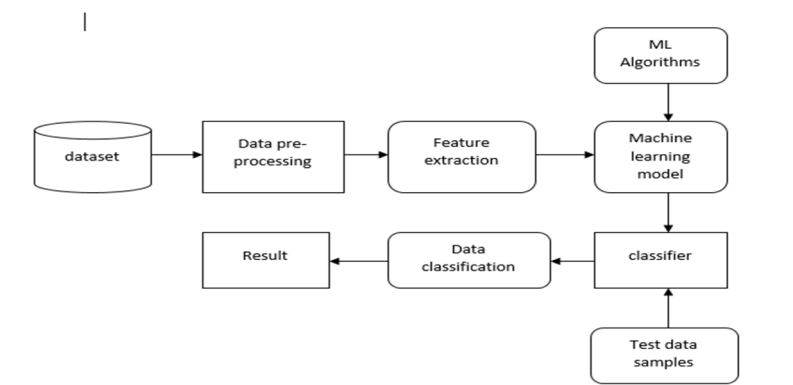 ML
Algorithms
dataset
Data pre-
processing
Feature
extraction
Machine
learning
model
Result
Data
classification
classifier
Test data
samples